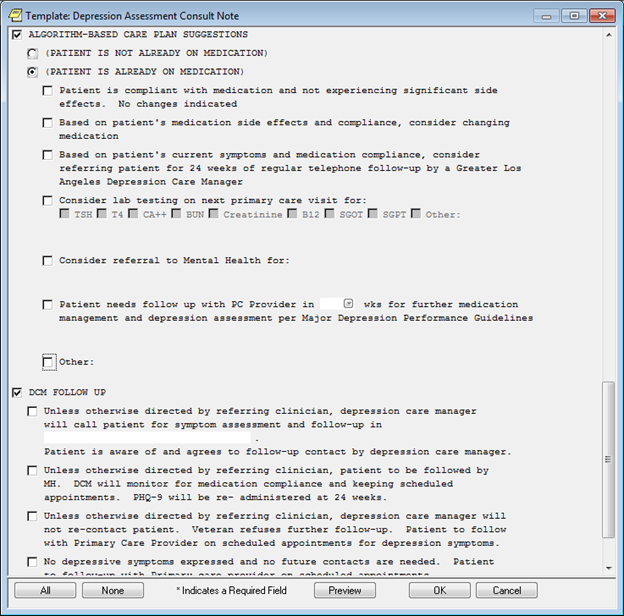 Template: Depression Assessment Consult Note
ALGORITHM-BASED CARE PLAN SUGGESTIONS
(PATIENT IS NOT ALREADY ON MEDICATION)
(PATIENT IS ALREADY ON MEDICATION)
Patient is compliant with medication and not experiencing significant side
effects.  No changes indicated
Based on patient's medication side effects and compliance, consider changing
medication
Based on patient's current symptoms and medication compliance, consider
referring patient for 24 weeks of regular telephone follow-up by a Greater Los
Angeles Depression Care Manager
Consider lab testing on next primary care visit for:
TSH T4 CA++ BUN Creatinine B12 SGOT SGPT Other:
Consider referral to Mental Health for:
Patient needs follow up with PC Provider in wks for further medication
management and depression assessment per Major Depression Performance Guidelines
Other:
DCM FOLLOW UP
Unless otherwise directed by referring clinician, depression care manager
will call patient for symptom assessment and follow-up in
.
Patient is aware of and agrees to follow-up contact by depression care manager.
Unless otherwise directed by referring clinician, patient to be followed by
MH.  DCM will monitor for medication compliance and keeping scheduled
appointments.  PHQ-9 will be re- administered at 24 weeks.
Unless otherwise directed by referring clinician, depression care manager will
not re-contact patient.  Veteran refuses further follow-up.  Patient to follow
with Primary Care Provider on scheduled appointments for depression symptoms.
No depressive symptoms expressed and no future contacts are needed.  Patient
to follow-up with Primary care provider on scheduled appointments
All None * Indicates a Required Field Preview OK Cancel